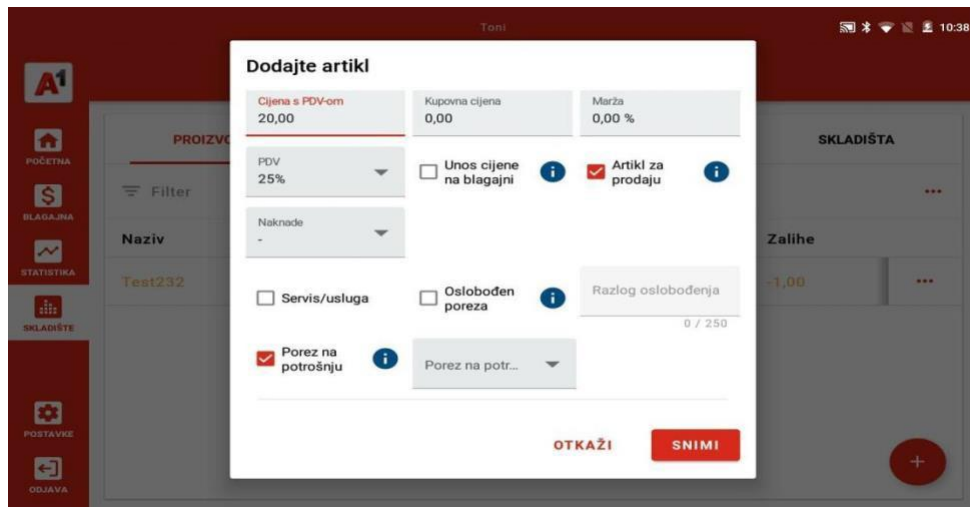 Toni
10:38
A1
Dodajte artikl
Cijena s PDV-om
20,00
Kupovna cijena
0,00
Marža
0,00 %
POČETNA
PROIZVO
SKLADIŠTA
PDV
25%
Unos cijene
na blagajni
Artikl za
prodaju
Filter
BLAGAJNA
Naknade
-
Naziv
Zalihe
STATISTIKA
Test232
-1,00
Servis/usluga
Oslobođen
poreza
Razlog oslobođenja
0 / 250
SKLADIŠTE
Porez na
potrošnju
Porez na potr...
POSTAVKE
OTKAŽI
SNIMI
ODJAVA